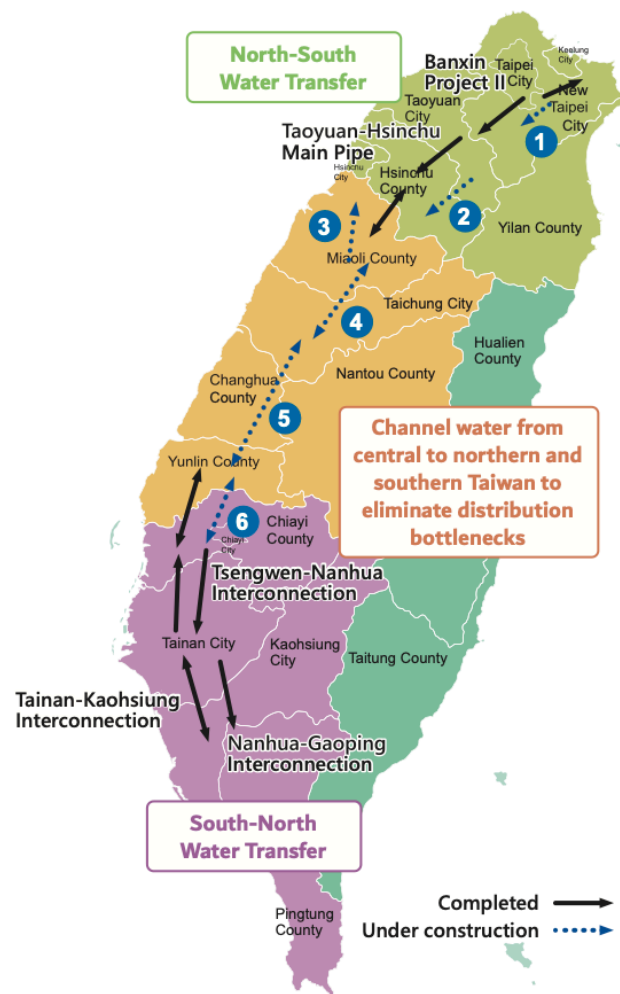 North-South
Water Transfer
Banxin
Project II
Keelung
City
Taipei
City
New
Taipei
City
Taoyuan
City
1
Taoyuan-Hsinchu
Main Pipe
Hsinchu
City
Hsinchu
County
2
3
Yilan County
Miaoli County
Taichung City
4
Hualien
County
Nantou County
Changhua
County
5
Channel water from
central to northern and
southern Taiwan to
eliminate distribution
bottlenecks
Yunlin County
6
Chiayi
County
Chiayi
City
Tsengwen-Nanhua
Interconnection
Tainan City
Kaohsiung
City
Taitung County
Tainan-Kaohsiung
Interconnection
Nanhua-Gaoping
Interconnection
South-North
Water Transfer
Pingtung
County
Completed
Under construction